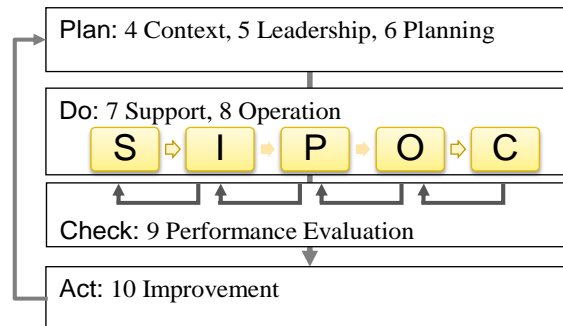 Plan: 4 Context, 5 Leadership, 6 Planning
Do: 7 Support, 8 Operation
S I P O C
Check: 9 Performance Evaluation
Act: 10 Improvement